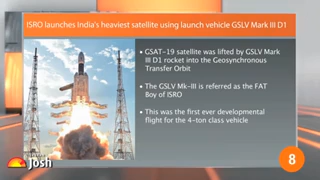 ISRO launches India's heaviest satellite using launch vehicle GSLV Mark III D1
• GSAT-19 satellite was lifted by GSLV Mark
III D1 rocket into the Geosynchronous
Transfer Orbit
• The GSLV Mk-III is referred as the FAT
Boy of ISRO
• This was the first ever developmental
flight for the 4-ton class vehicle
Josh
8